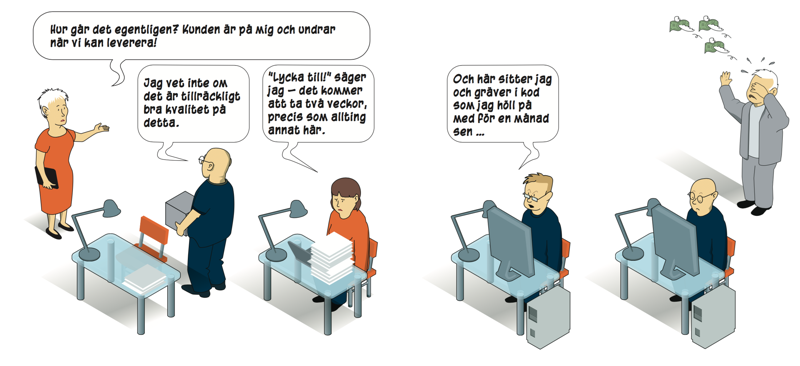 Hur går det egentligen? Kunden är på mig och undrar
när vi kan leverera!
Jag vet inte om
det är tillräckligt
bra kvalitet på
detta.
"Lycka till!" säger
jag – det kommer
att ta två veckor,
precis som allting
annat här.
Och här sitter jag
och gräver i kod
som jag höll på
med för en månad
sen ...